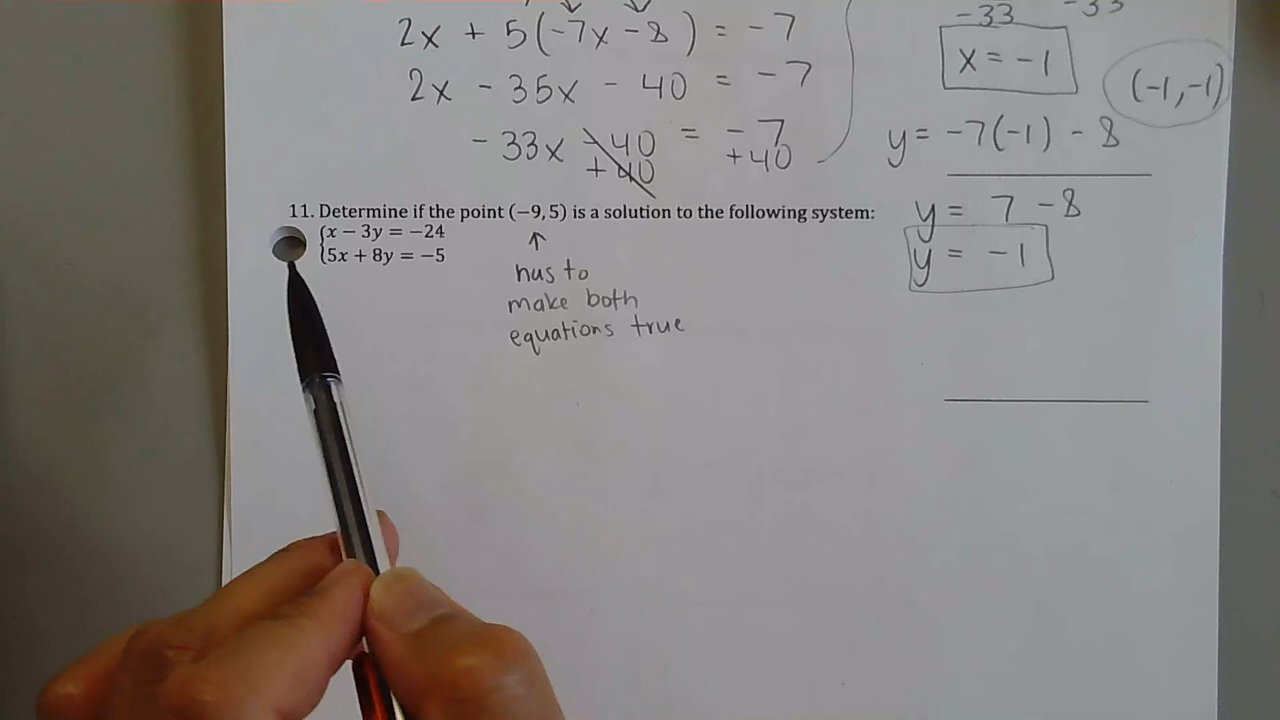 2x + 5(-7x - 8) = -7
2x - 35x - 40 = -7
-33x - 40 = -7
+40 +40
-33 -33
x = -1
(-1,-1)
y = -7(-1) - 8
y = 7 - 8
y = -1
11. Determine if the point (−9, 5) is a solution to the following system:
{x − 3y = −24
5x + 8y = −5
has to
make both
equations true